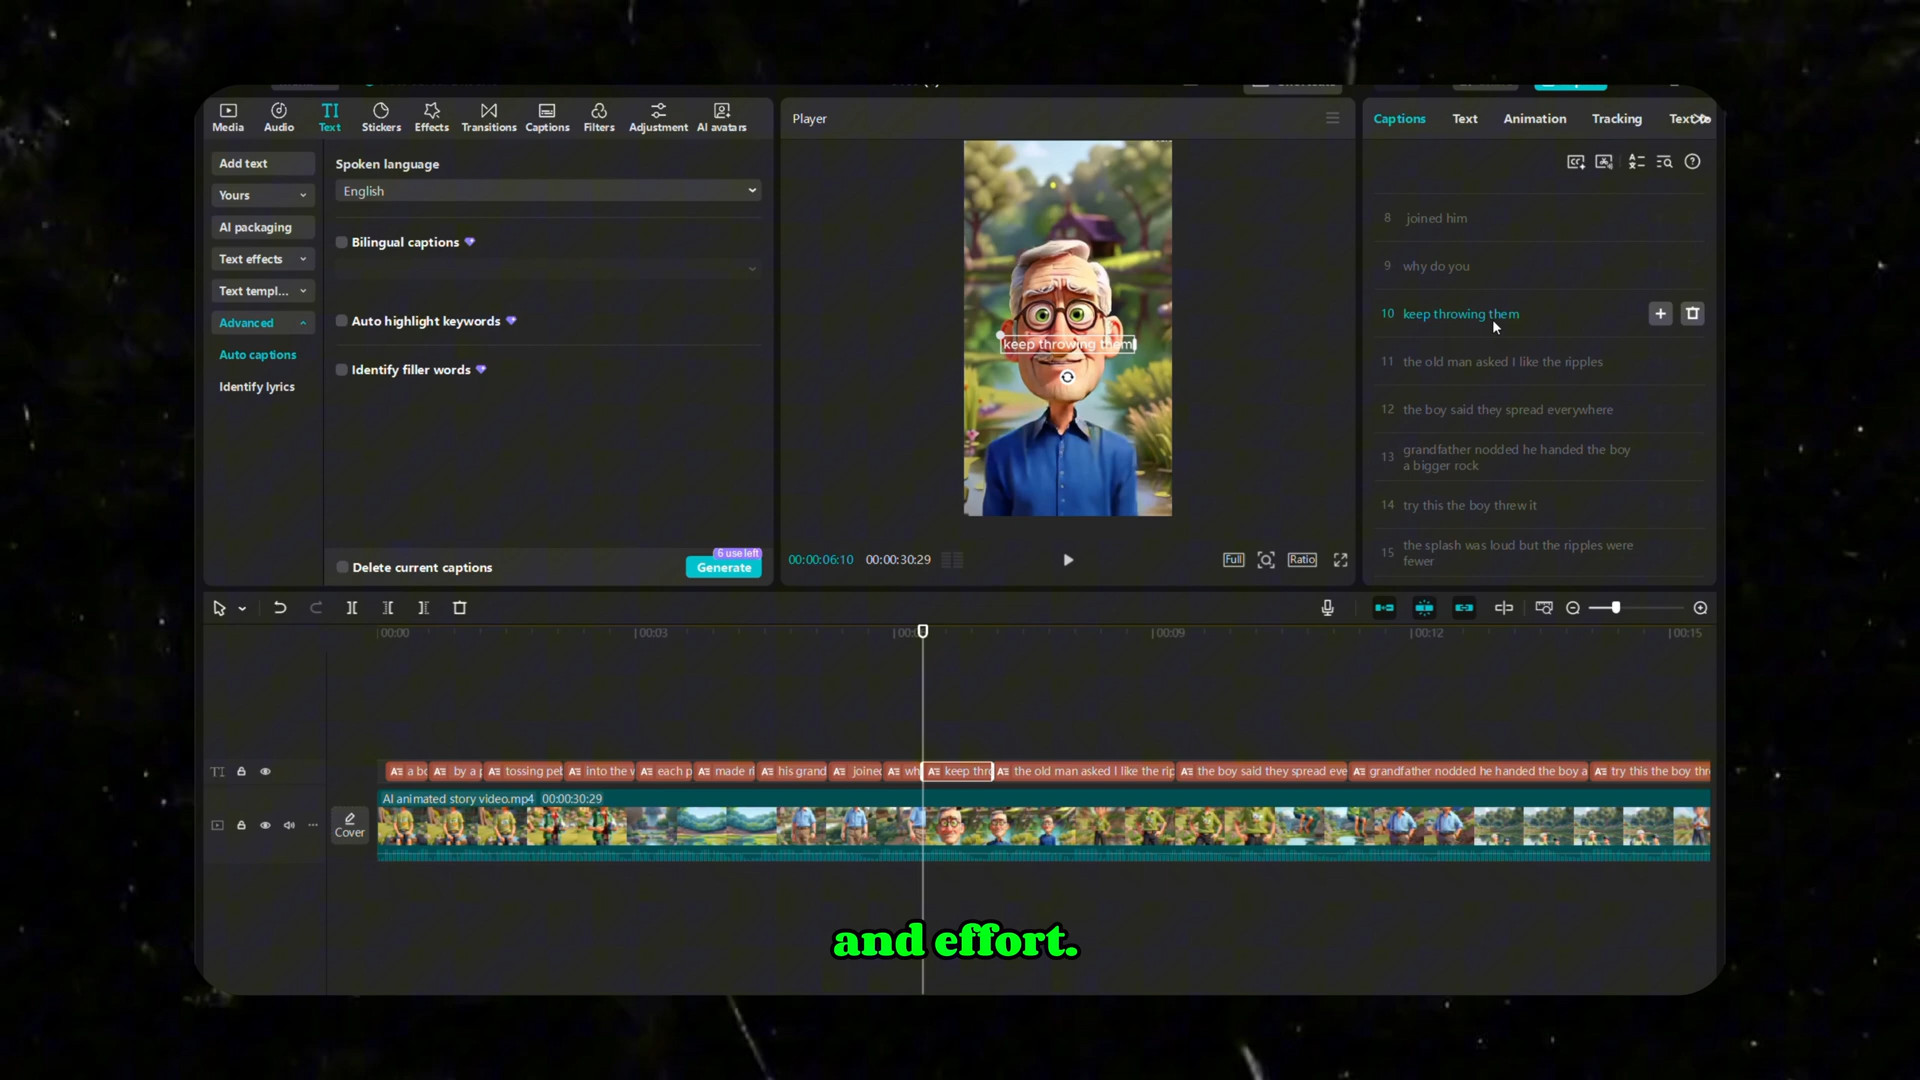 Media
Audio
TI
Text
Stickers
Effects
Transitions
Captions
Filters
Adjustment
AI avatars
Add text
Yours
AI packaging
Text effects
Text templ...
Advanced
Auto captions
Identify lyrics
Spoken language
English
Bilingual captions
Auto highlight keywords
Identify filler words
Delete current captions
6 use left
Generate
Player
keep throwing them
00:00:06:10 00:00:30:29
Full
Ratio
Captions Text Animation Tracking
8 joined him
9 why do you
10 keep throwing them
11 the old man asked I like the ripples
12 the boy said they spread everywhere
13 grandfather nodded he handed the boy
a bigger rock
14 try this the boy threw it
15 the splash was loud but the ripples were
fewer
00:00 00:03 00:09 00:12 00:15
TI
tossing peb
into the
each p
made ri
his grand
joined
keep thr
the old man asked I like the rip
the boy said they spread eve
grandfather nodded he handed the boy a
try this the boy thr
AI animated story video.mp4 00:00:30:29
Cover
and effort.